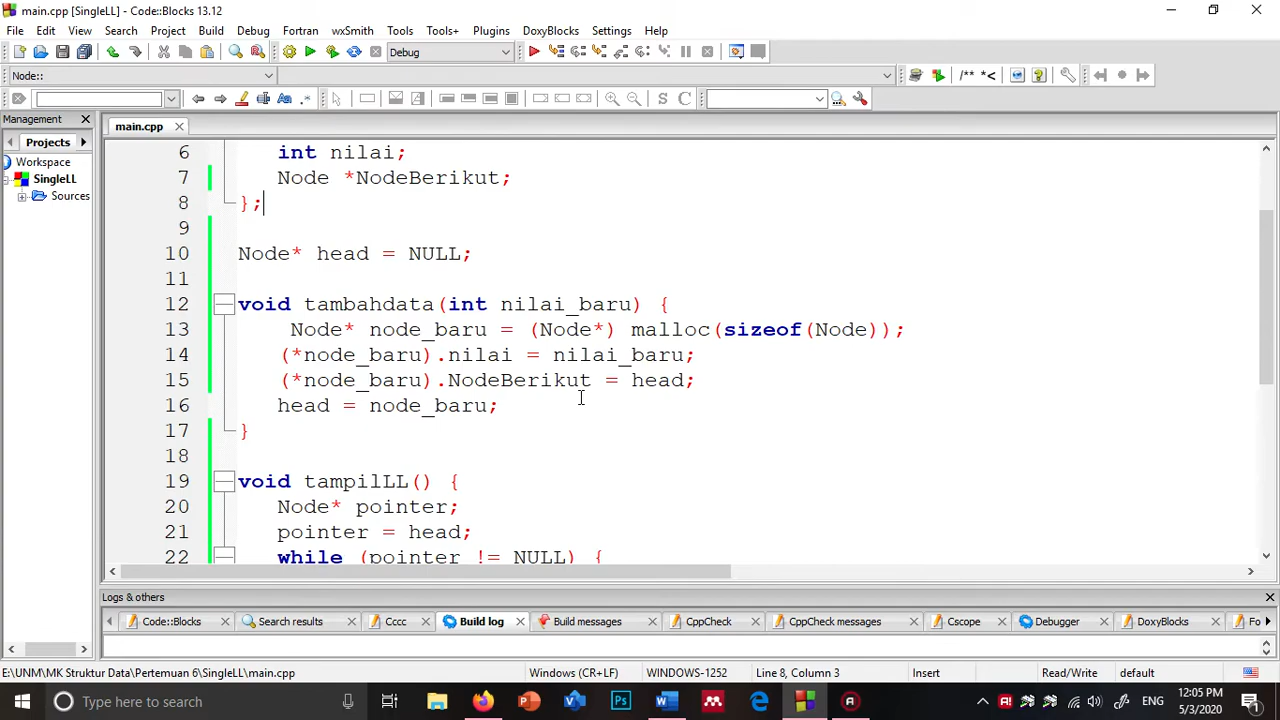 main.cpp [SingleLL] - Code::Blocks 13.12
File Edit View Search Project Build Debug Fortran wxSmith Tools Tools+ Plugins DoxyBlocks Settings Help
Debug
Node::
/** *<
S C
Management
main.cpp
Projects
Workspace
SingleLL
Sources
6 int nilai;
7 Node *NodeBerikut;
8 };
9
10 Node* head = NULL;
11
12 void tambahdata(int nilai_baru) {
13 Node* node_baru = (Node*) malloc(sizeof(Node));
14 (*node_baru).nilai = nilai_baru;
15 (*node_baru).NodeBerikut = head;
16 head = node_baru;
17 }
18
19 void tampilLL() {
20 Node* pointer;
21 pointer = head;
22 while (pointer != NULL) {
Logs & others
Code::Blocks Search results Cccc Build log Build messages CppCheck CppCheck messages Cscope Debugger DoxyBlocks Fo
E:\UNM\MK Struktur Data\Pertemuan 6\SingleLL\main.cpp Windows (CR+LF) WINDOWS-1252 Line 8, Column 3 Insert Read/Write default
Type here to search
ENG
12:05 PM
5/3/2020